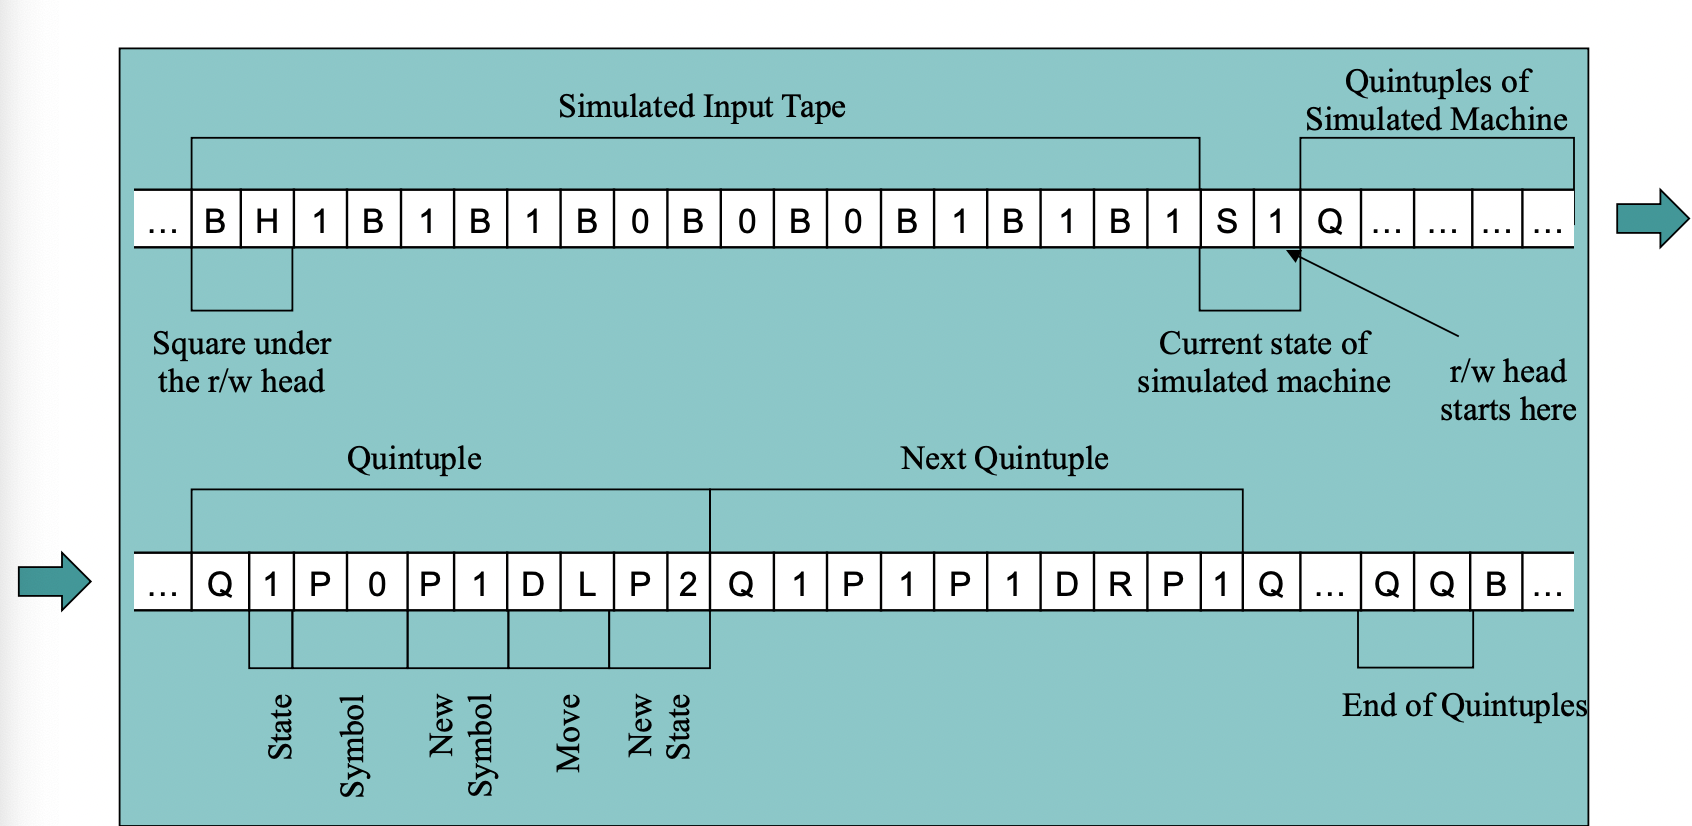 Simulated Input Tape
Quintuples of
Simulated Machine
... B H 1 B 1 B 1 B 0 B 0 B 0 B 1 B 1 B 1 S 1 Q ... ... ... ...
Square under
the r/w head
Current state of
simulated machine
r/w head
starts here
Quintuple
Next Quintuple
... Q 1 P 0 P 1 D L P 2 Q 1 P 1 P 1 D R P 1 Q ... Q Q B ...
State
Symbol
New
Symbol
Move
New
State
End of Quintuples